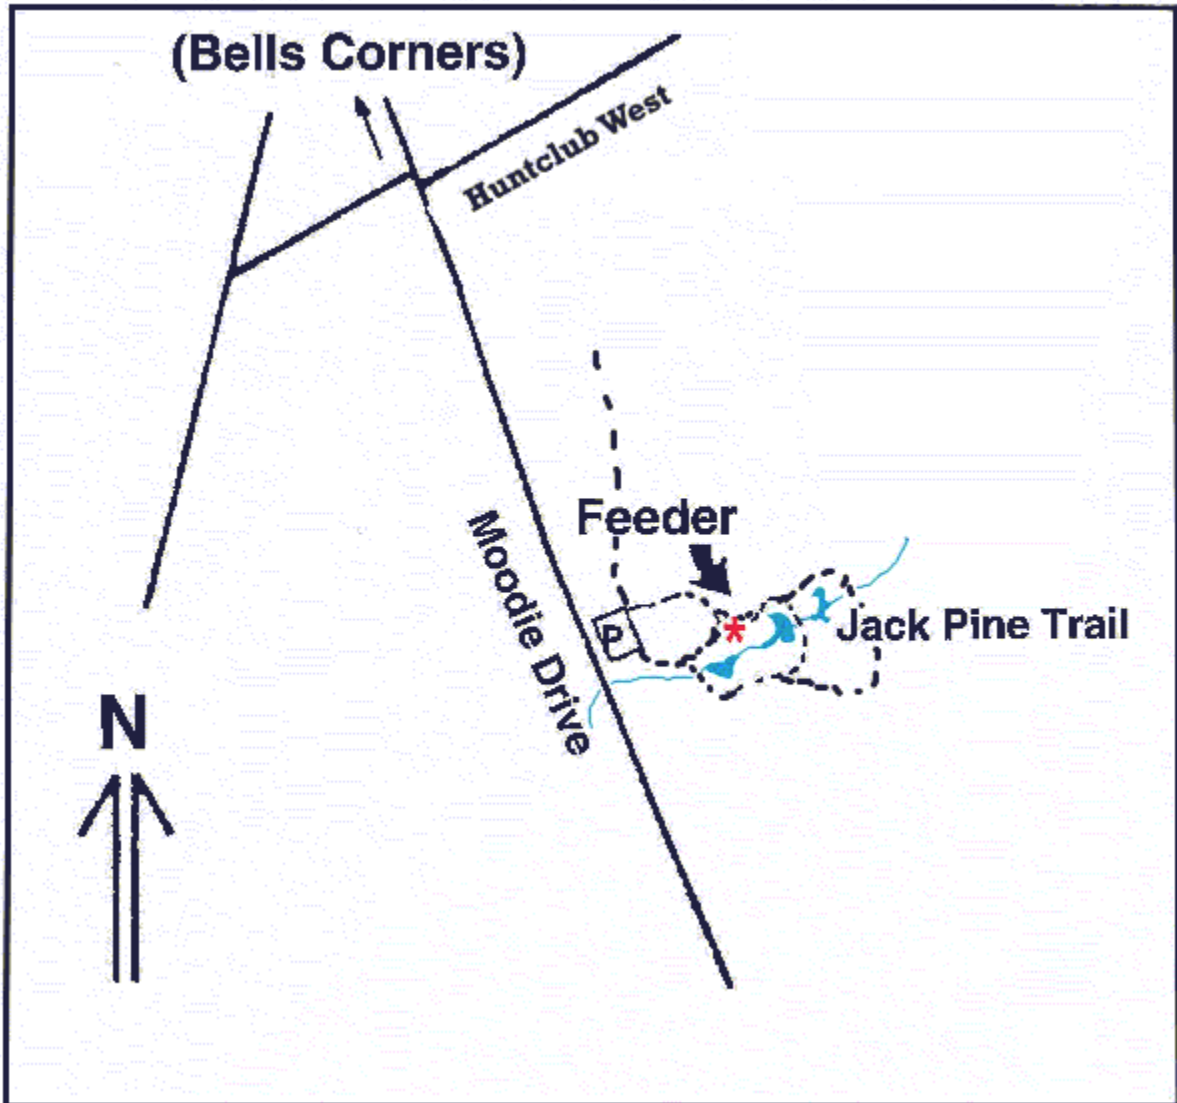 (Bells Corners)
Huntclub West
Feeder
Moodie Drive
P
*
Jack Pine Trail
N